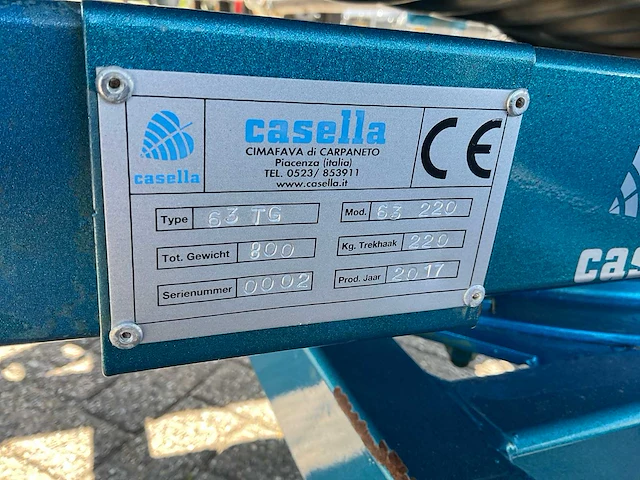 casella
casella
CIMAFAVA di CARPANETO
Piacenza (italia)
TEL. 0523/ 853911
www.casella.it
CE
Type 63 TG
Mod. 63 220
Tot. Gewicht 800
Kg. Trekhaak 220
Serienummer 0002
Prod. Jaar 2017
cas